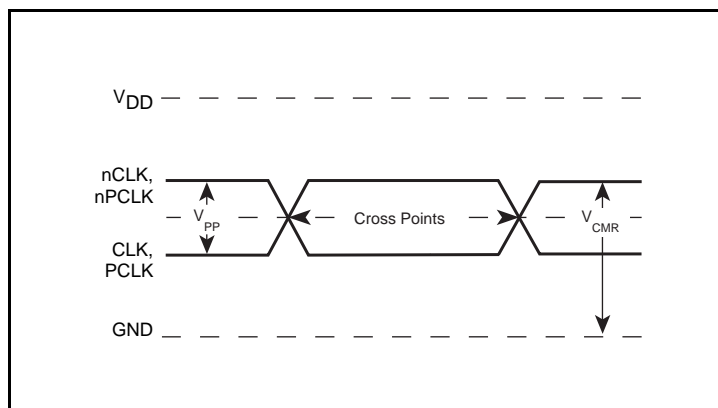 VDD
nCLK,
nPCLK
VPP
Cross Points
VCMR
CLK,
PCLK
GND